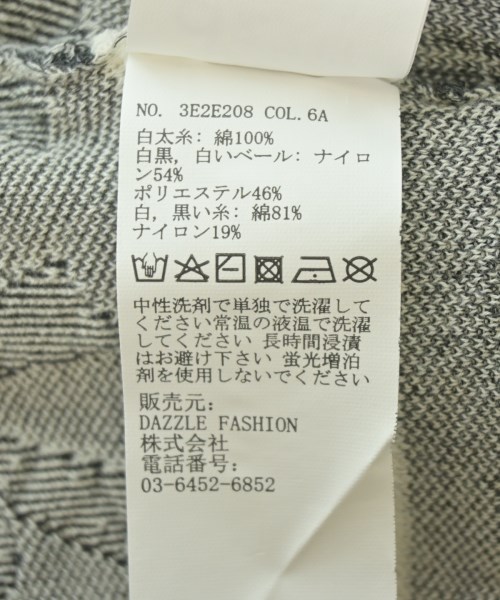 NO. 3E2E208 COL.6A
白太糸: 綿100%
白黒, 白いベール: ナイロ
ン54%
ポリエステル46%
白, 黒い糸: 綿81%
ナイロン19%
中性洗剤で単独で洗濯して
ください常温の液温で洗濯
してください 長時間浸漬
はお避け下さい 蛍光増泊
剤を使用しないでください
販売元:
DAZZLE FASHION
株式会社
電話番号:
03-6452-6852